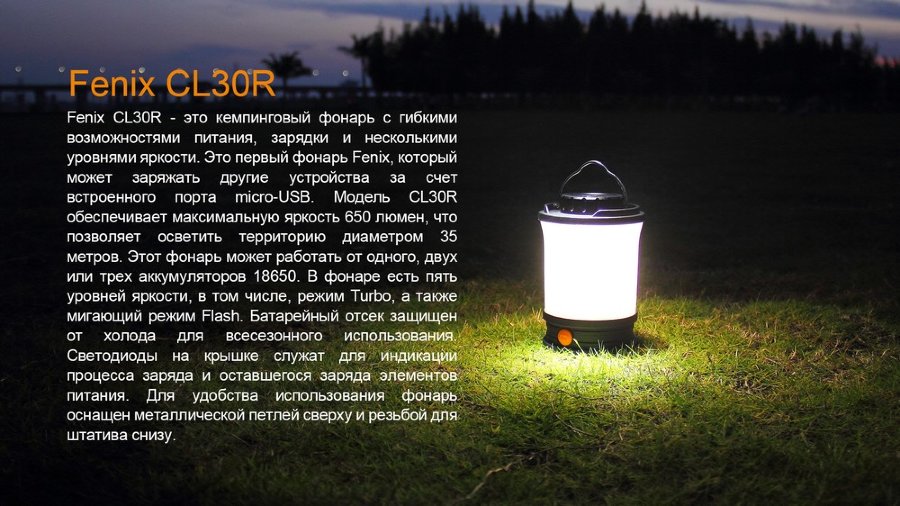 Fenix CL30R
Fenix CL30R - это кемпинговый фонарь с гибкими
возможностями питания, зарядки и несколькими
уровнями яркости. Это первый фонарь Fenix, который
может заряжать другие устройства за счет
встроенного порта micro-USB. Модель CL30R
обеспечивает максимальную яркость 650 люмен, что
позволяет осветить территорию диаметром 35
метров. Этот фонарь может работать от одного, двух
или трех аккумуляторов 18650. В фонаре есть пять
уровней яркости, в том числе, режим Turbo, а также
мигающий режим Flash. Батарейный отсек защищен
от холода для всесезонного использования.
Светодиоды на крышке служат для индикации
процесса заряда и оставшегося заряда элементов
питания. Для удобства использования фонарь
оснащен металлической петлей сверху и резьбой для
штатива снизу.